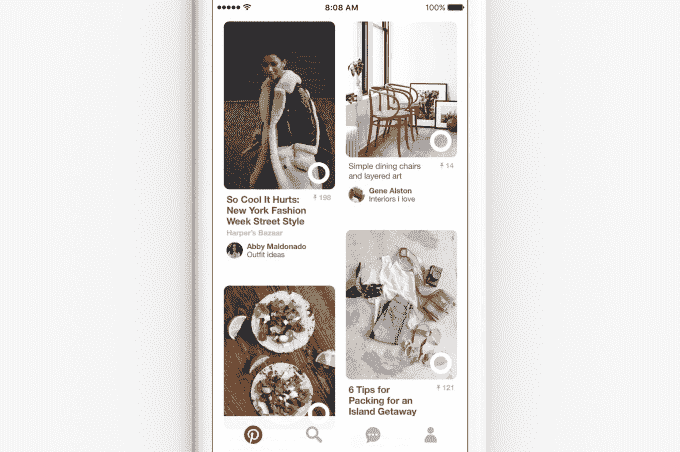 8:08 AM
100%
So Cool It Hurts:
New York Fashion
Week Street Style
198
Harper's Bazaar
Abby Maldonado
Outfit ideas
Simple dining chairs
and layered art
14
Gene Alston
Interiors I love
6 Tips for
Packing for an
Island Getaway
121